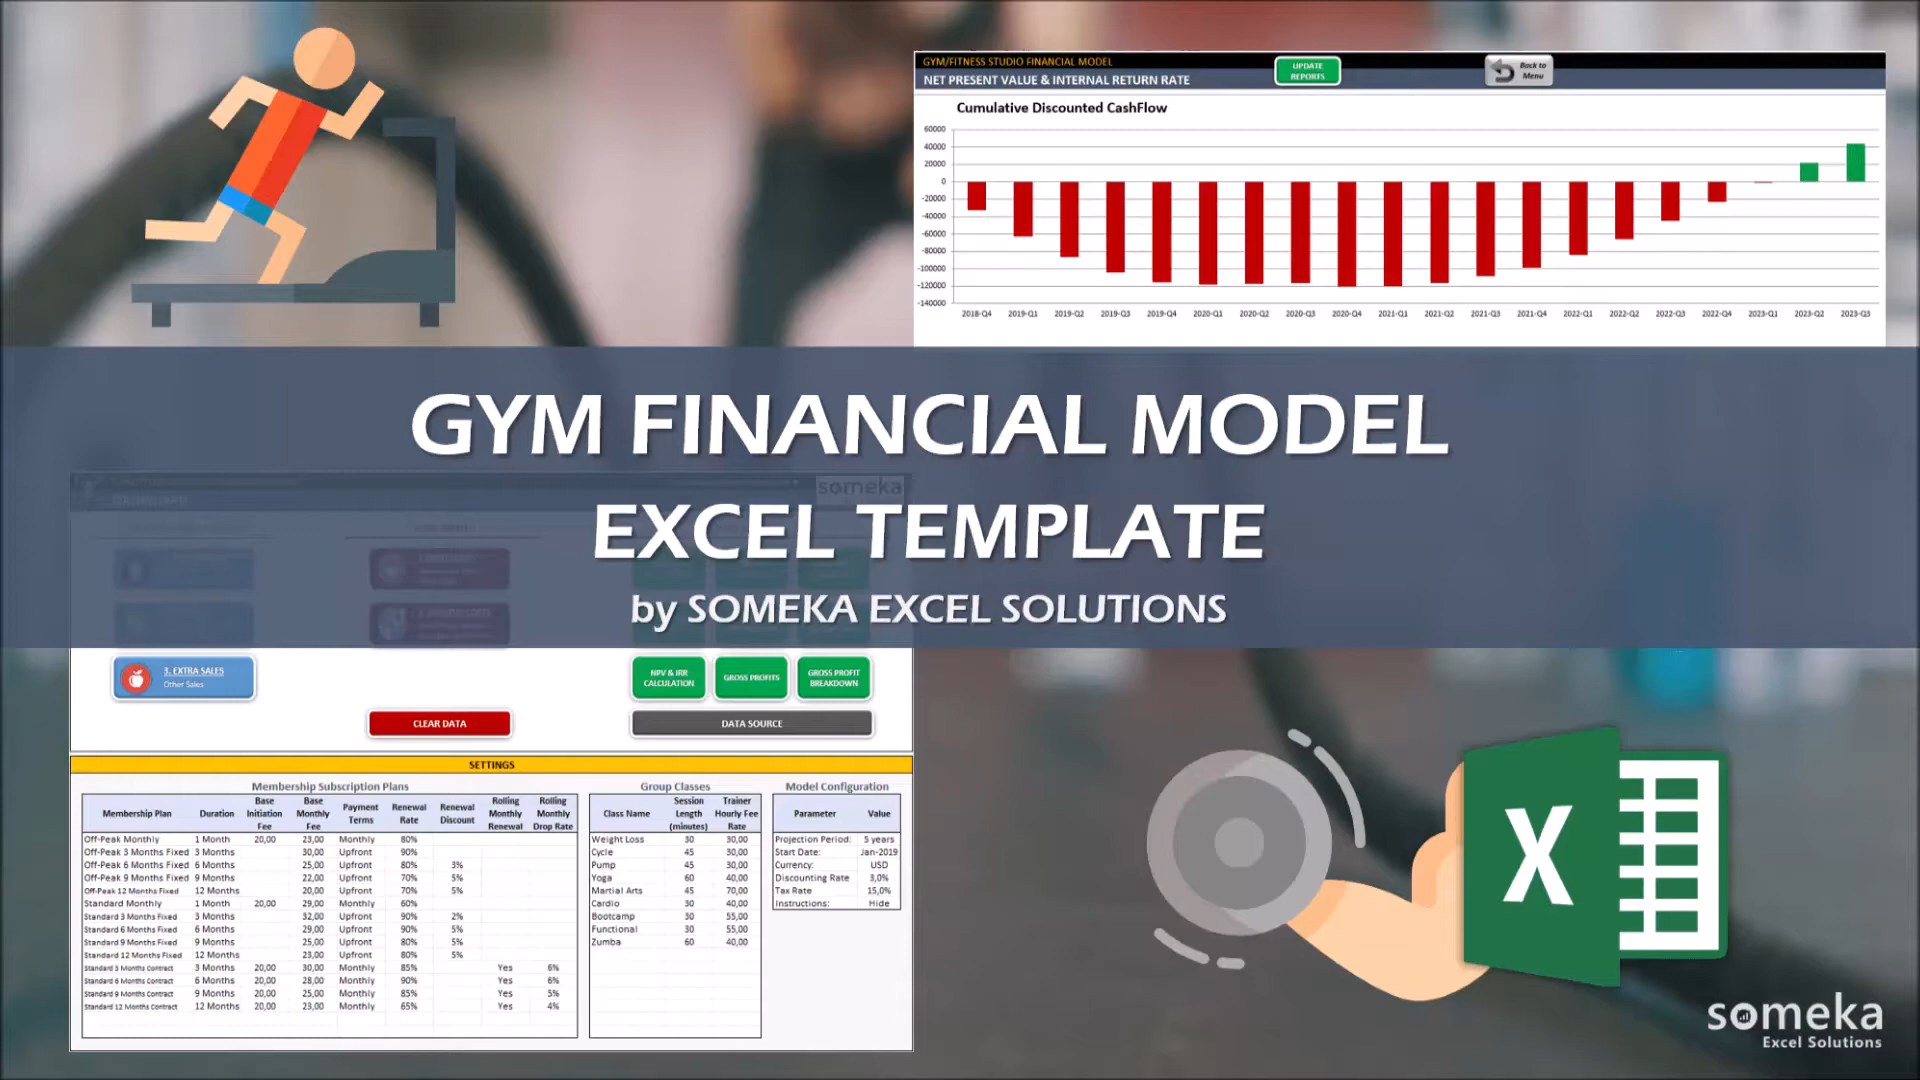 GYM/FITNESS STUDIO FINANCIAL MODEL
NET PRESENT VALUE & INTERNAL RETURN RATE
UPDATE
REPORTS
Back to
Menu
Cumulative Discounted CashFlow
60000
40000
20000
0
-20000
-40000
-60000
-80000
-100000
-120000
-140000
2018-Q4 2019-Q1 2019-Q2 2019-Q3 2019-Q4 2020-Q1 2020-Q2 2020-Q3 2020-Q4 2021-Q1 2021-Q2 2021-Q3 2021-Q4 2022-Q1 2022-Q2 2022-Q3 2022-Q4 2023-Q1 2023-Q2 2023-Q3
GYM FINANCIAL MODEL
EXCEL TEMPLATE
by SOMEKA EXCEL SOLUTIONS
someka
3. EXTRA SALES
Other Sales
NPV & IRR
CALCULATION
GROSS PROFITS
GROSS PROFIT
BREAKDOWN
CLEAR DATA
DATA SOURCE
SETTINGS
Membership Subscription Plans
Membership Plan Duration Base Initiation Fee Base Monthly Fee Payment Terms Renewal Rate Renewal Discount Rolling Monthly Renewal Rolling Monthly Drop Rate
Off-Peak Monthly 1 Month 20,00 23,00 Monthly 80%
Off-Peak 3 Months Fixed 3 Months 30,00 Upfront 90%
Off-Peak 6 Months Fixed 6 Months 25,00 Upfront 80% 3%
Off-Peak 9 Months Fixed 9 Months 22,00 Upfront 70% 5%
Off-Peak 12 Months Fixed 12 Months 20,00 Upfront 70% 5%
Standard Monthly 1 Month 20,00 29,00 Monthly 60%
Standard 3 Months Fixed 3 Months 32,00 Upfront 90% 2%
Standard 6 Months Fixed 6 Months 29,00 Upfront 90% 5%
Standard 9 Months Fixed 9 Months 25,00 Upfront 80% 5%
Standard 12 Months Fixed 12 Months 23,00 Upfront 80% 5%
Standard 3 Months Contract 3 Months 20,00 30,00 Monthly 85% Yes 6%
Standard 6 Months Contract 6 Months 20,00 28,00 Monthly 90% Yes 6%
Standard 9 Months Contract 9 Months 20,00 25,00 Monthly 85% Yes 5%
Standard 12 Months Contract 12 Months 20,00 23,00 Monthly 65% Yes 4%
Group Classes
Class Name Session Length (minutes) Trainer Hourly Fee Rate
Weight Loss 30 30,00
Cycle 45 30,00
Pump 45 30,00
Yoga 60 40,00
Martial Arts 45 70,00
Cardio 30 40,00
Bootcamp 30 55,00
Functional 30 55,00
Zumba 60 40,00
Model Configuration
Parameter Value
Projection Period: 5 years
Start Date: Jan-2019
Currency: USD
Discounting Rate 3,0%
Tax Rate 15,0%
Instructions: Hide
X
someka
Excel Solutions